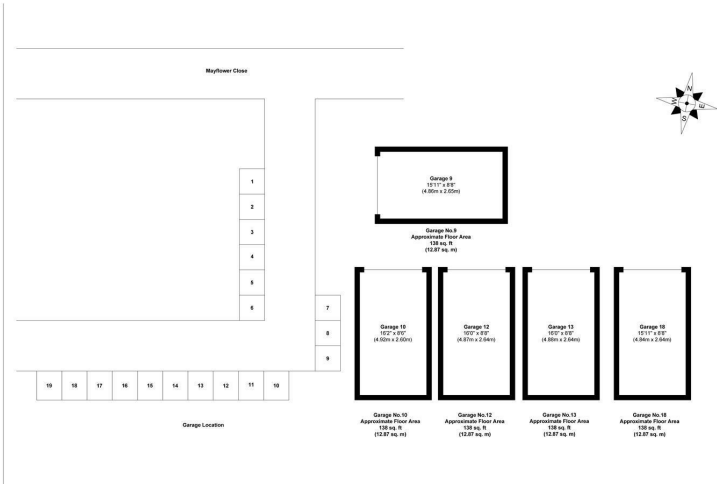 Mayflower Close
N
W
E
S
1
2
3
4
5
6
7
8
9
19 18 17 16 15 14 13 12 11 10
Garage Location
Garage 9
15'11" x 8'8"
(4.86m x 2.65m)
Garage No.9
Approximate Floor Area
138 sq. ft
(12.87 sq. m)
Garage 10
16'2" x 8'6"
(4.92m x 2.60m)
Garage 12
16'0" x 8'8"
(4.87m x 2.64m)
Garage 13
16'0" x 8'8"
(4.88m x 2.64m)
Garage 18
15'11" x 8'8"
(4.84m x 2.64m)
Garage No.10
Approximate Floor Area
138 sq. ft
(12.87 sq. m)
Garage No.12
Approximate Floor Area
138 sq. ft
(12.87 sq. m)
Garage No.13
Approximate Floor Area
138 sq. ft
(12.87 sq. m)
Garage No.18
Approximate Floor Area
138 sq. ft
(12.87 sq. m)